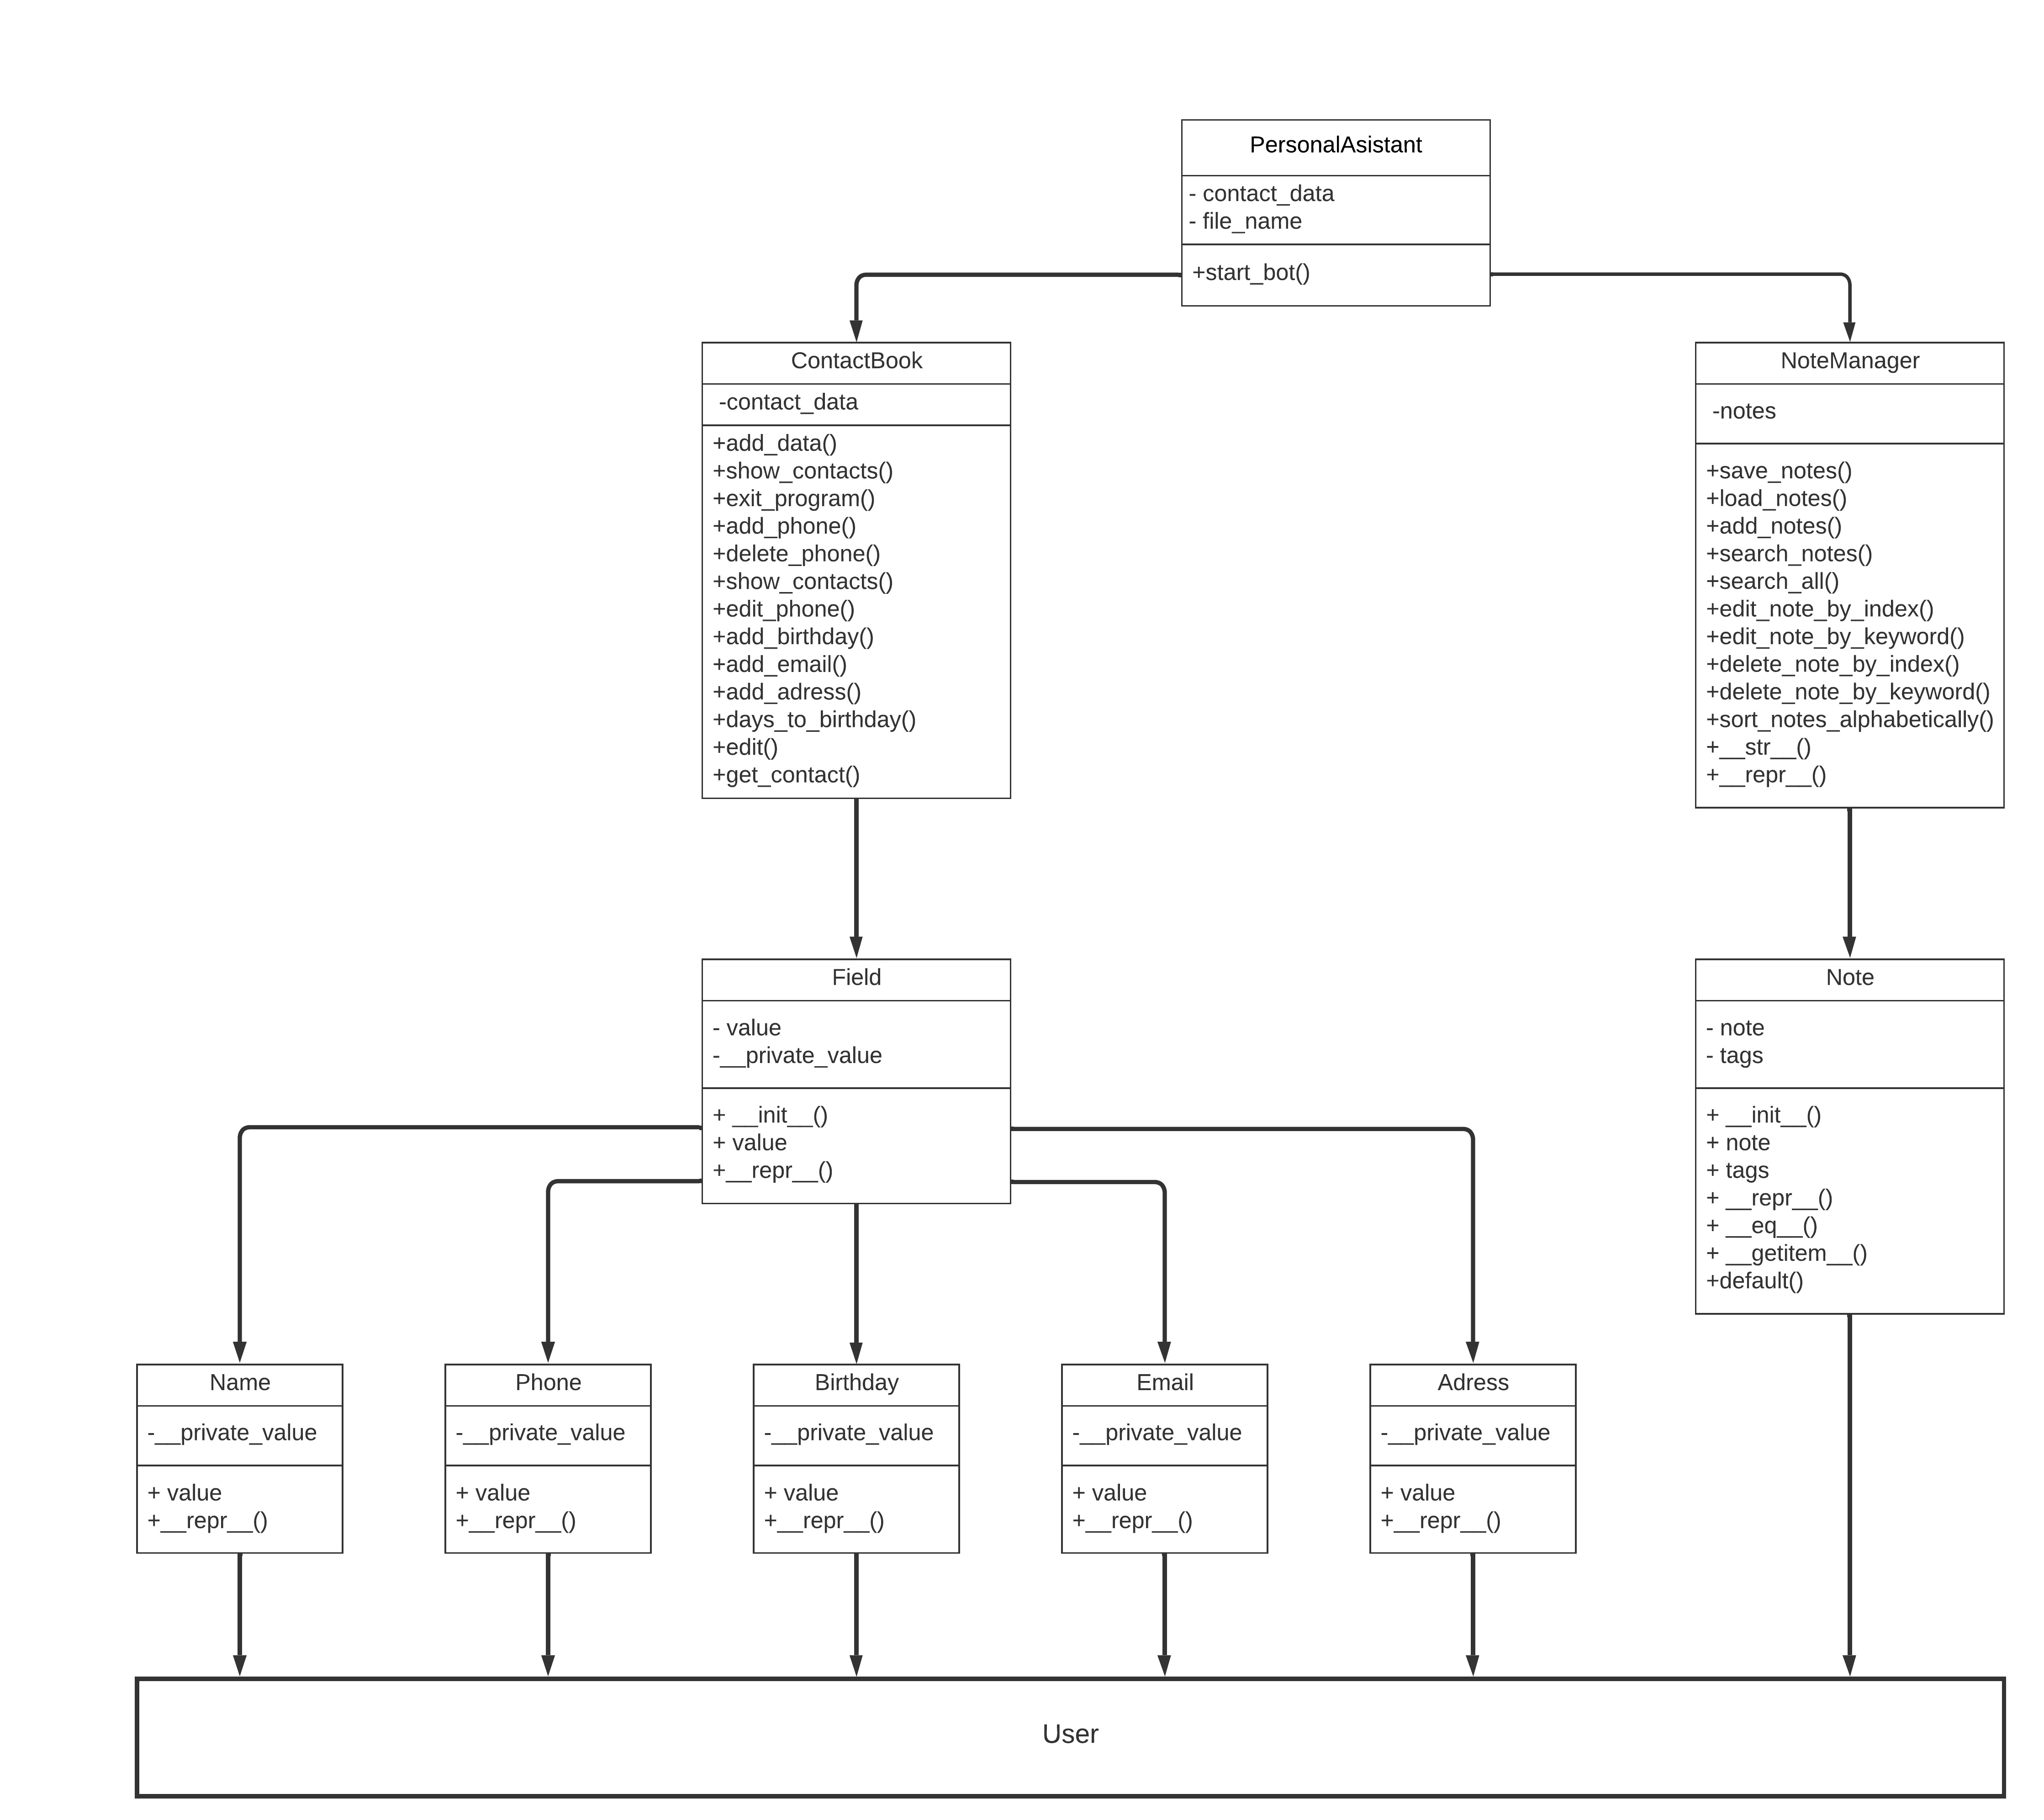 PersonalAsistant
- contact_data
- file_name
+start_bot()
ContactBook
-contact_data
+add_data()
+show_contacts()
+exit_program()
+add_phone()
+delete_phone()
+show_contacts()
+edit_phone()
+add_birthday()
+add_email()
+add_adress()
+days_to_birthday()
+edit()
+get_contact()
NoteManager
-notes
+save_notes()
+load_notes()
+add_notes()
+search_notes()
+search_all()
+edit_note_by_index()
+edit_note_by_keyword()
+delete_note_by_index()
+delete_note_by_keyword()
+sort_notes_alphabetically()
+__str__()
+__repr__()
Field
- value
-__private_value
+ __init__()
+ value
+__repr__()
Note
- note
- tags
+ __init__()
+ note
+ tags
+ __repr__()
+ __eq__()
+ __getitem__()
+default()
Name
-__private_value
+ value
+__repr__()
Phone
-__private_value
+ value
+__repr__()
Birthday
-__private_value
+ value
+__repr__()
Email
-__private_value
+ value
+__repr__()
Adress
-__private_value
+ value
+__repr__()
User